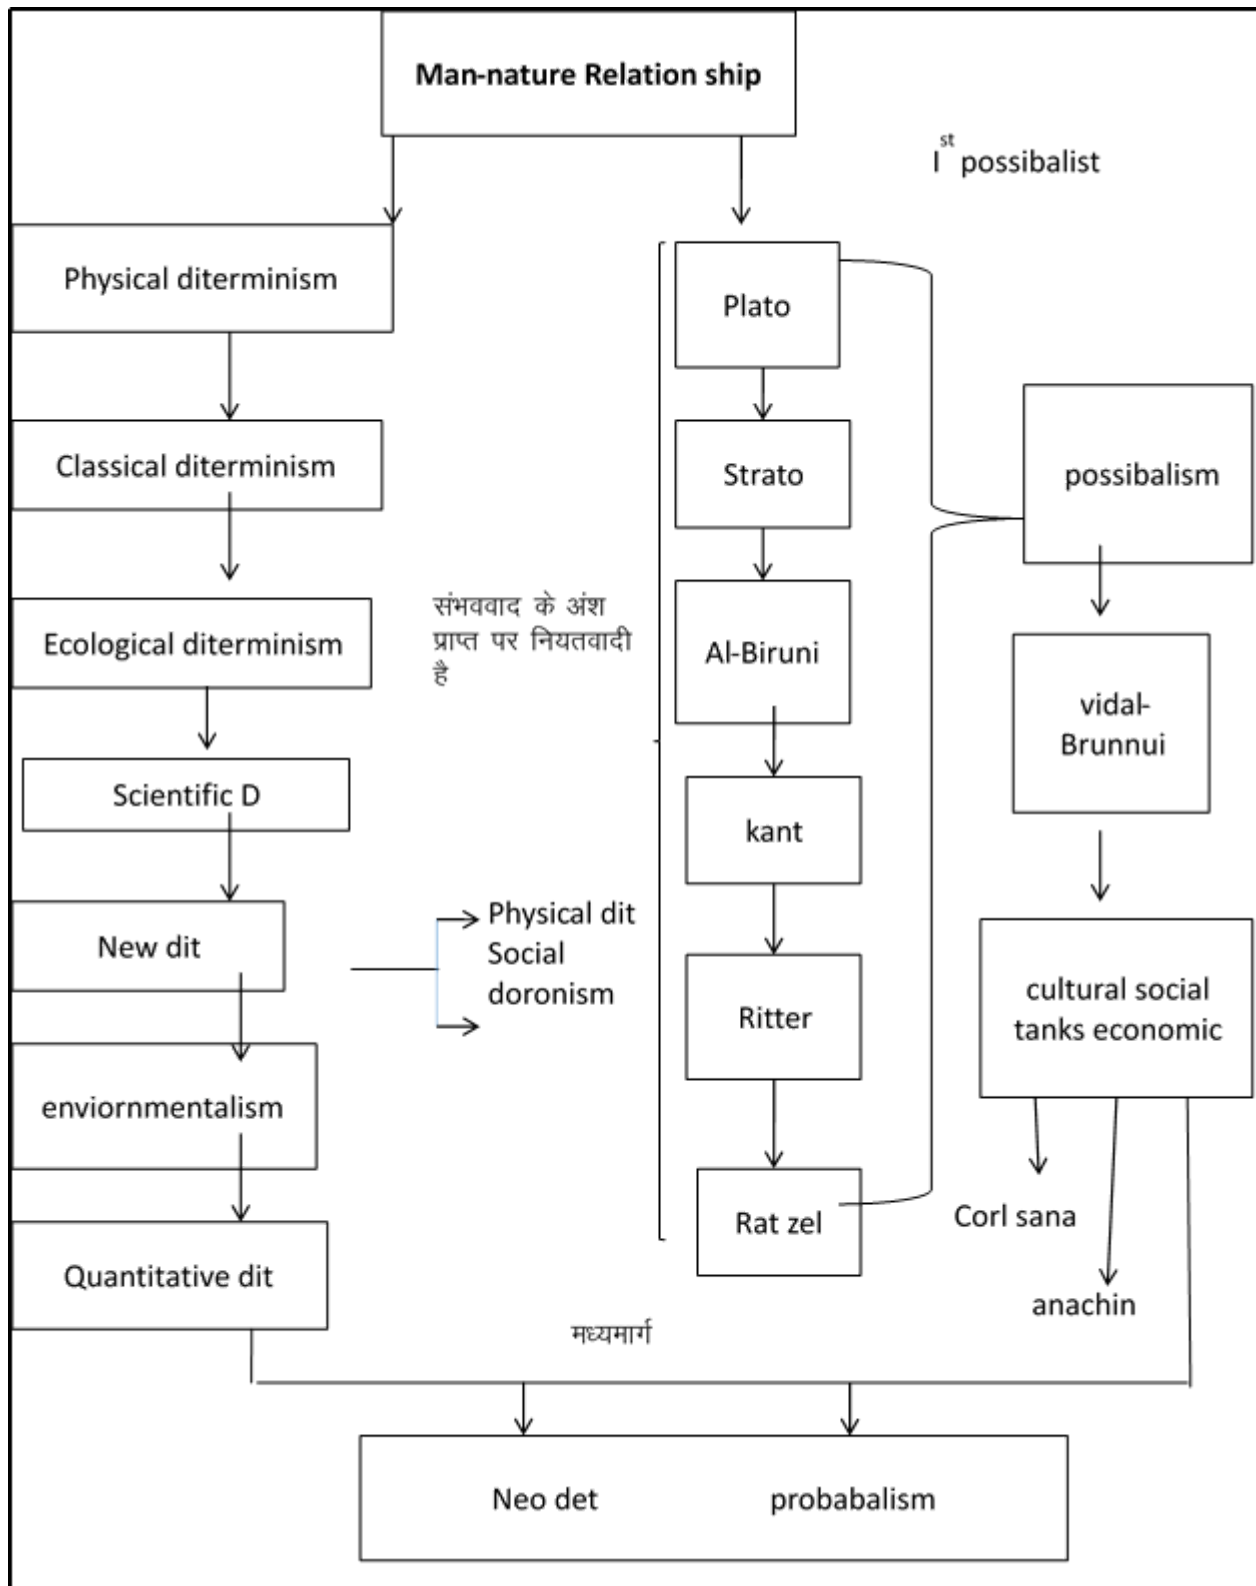 Man-nature Relation ship
Ist possibalist
Physical diterminism
Classical diterminism
Ecological diterminism
Scientific D
New dit
enviornmentalism
Quantitative dit
संभववाद के अंश
प्राप्त पर नियतवादी
है
Physical dit
Social
doronism
Plato
Strato
Al-Biruni
kant
Ritter
Rat zel
possibalism
vidal-
Brunnui
cultural social
tanks economic
Corl sana
anachin
मध्यमार्ग
Neo det
probabalism